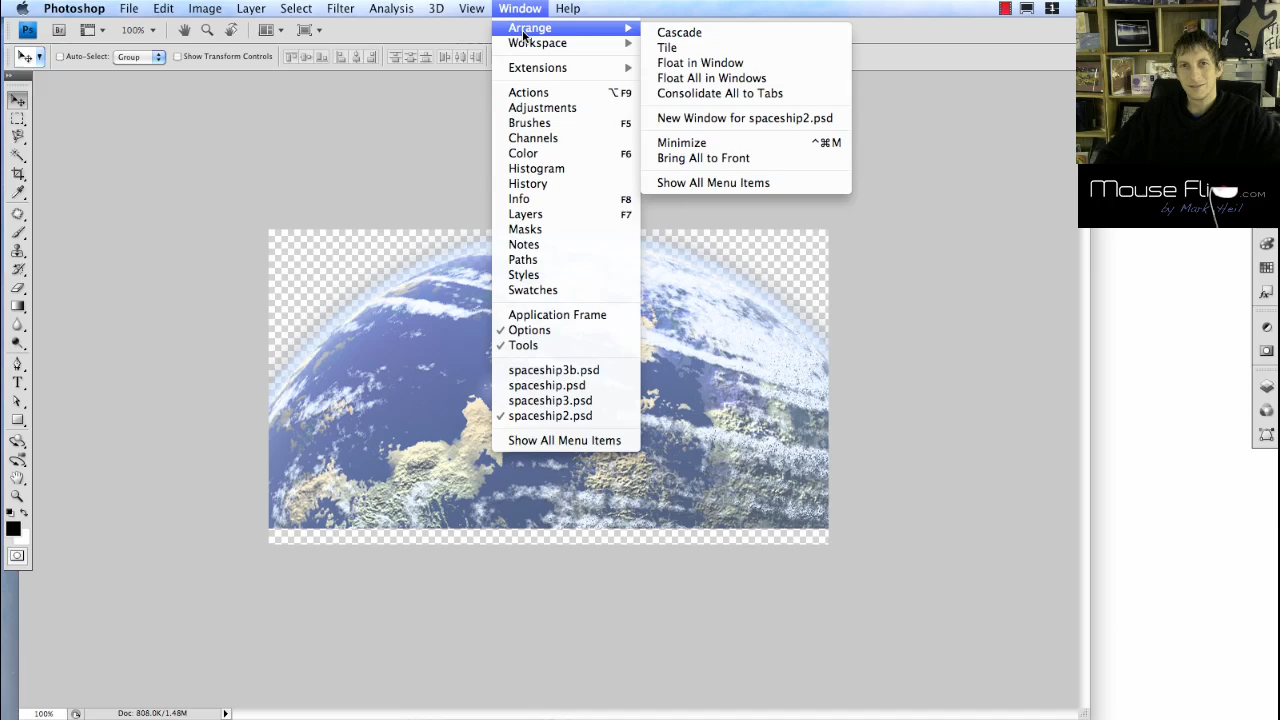 Photoshop File Edit Image Layer Select Filter Analysis 3D View Window Help
1
Ps Br 100%
Auto-Select: Group Show Transform Controls
Arrange
Workspace
Extensions
Actions ⌥F9
Adjustments
Brushes F5
Channels
Color F6
Histogram
History
Info F8
Layers F7
Masks
Notes
Paths
Styles
Swatches
Application Frame
✓ Options
✓ Tools
spaceship3b.psd
spaceship.psd
spaceship3.psd
✓ spaceship2.psd
Show All Menu Items
Cascade
Tile
Float in Window
Float All in Windows
Consolidate All to Tabs
New Window for spaceship2.psd
Minimize ^⌘M
Bring All to Front
Show All Menu Items
Mouse Flip.com
by Mark Heil
100% Doc: 808.0K/1.48M